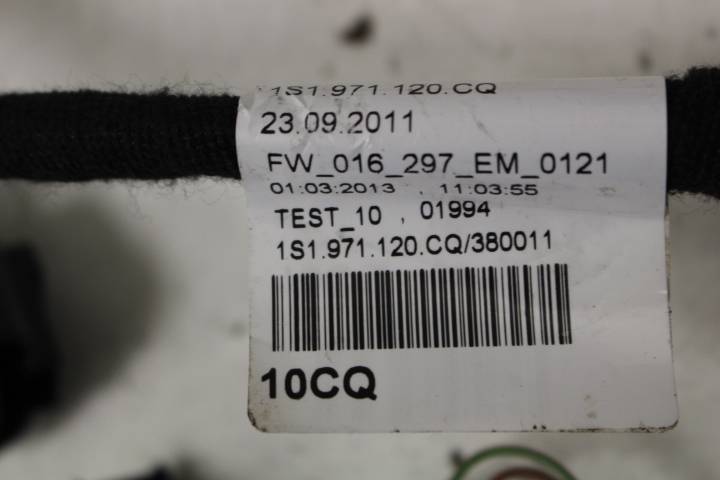 1S1.971.120.CQ
23.09.2011
FW_016_297_EM_0121
01:03:2013 , 11:03:55
TEST_10 , 01994
1S1.971.120.CQ/380011
10CQ